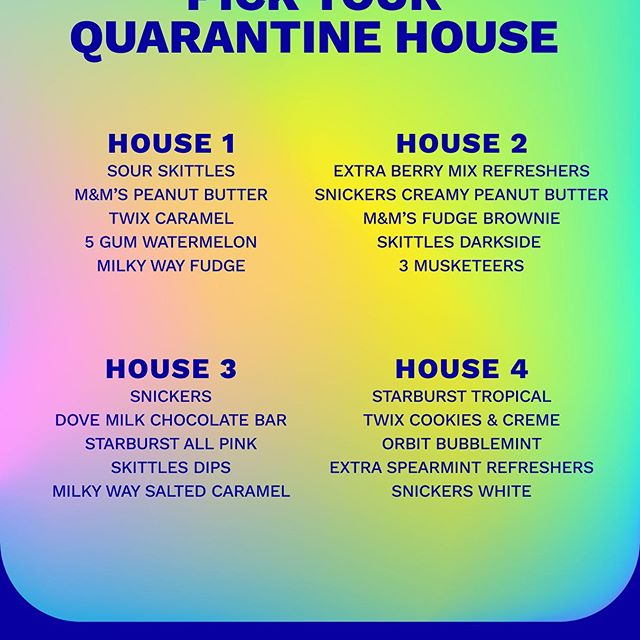 PICK YOUR
QUARANTINE HOUSE
HOUSE 1
SOUR SKITTLES
M&M'S PEANUT BUTTER
TWIX CARAMEL
5 GUM WATERMELON
MILKY WAY FUDGE
HOUSE 2
EXTRA BERRY MIX REFRESHERS
SNICKERS CREAMY PEANUT BUTTER
M&M'S FUDGE BROWNIE
SKITTLES DARKSIDE
3 MUSKETEERS
HOUSE 3
SNICKERS
DOVE MILK CHOCOLATE BAR
STARBURST ALL PINK
SKITTLES DIPS
MILKY WAY SALTED CARAMEL
HOUSE 4
STARBURST TROPICAL
TWIX COOKIES & CREME
ORBIT BUBBLEMINT
EXTRA SPEARMINT REFRESHERS
SNICKERS WHITE